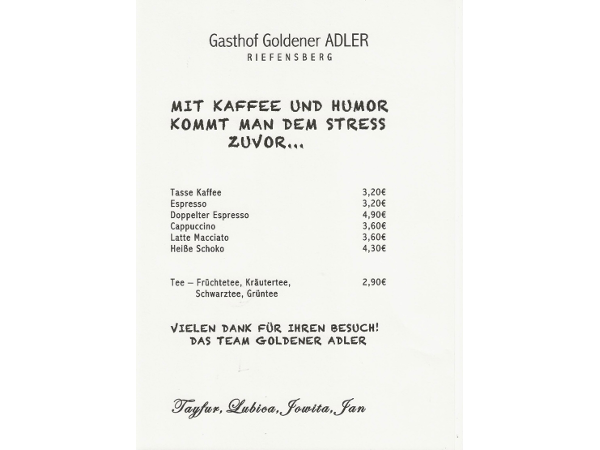 Gasthof Goldener ADLER
RIEFENSBERG
MIT KAFFEE UND HUMOR
KOMMT MAN DEM STRESS
ZUVOR...
Tasse Kaffee 3,20€
Espresso 3,20€
Doppelter Espresso 4,90€
Cappuccino 3,60€
Latte Macciato 3,60€
Heiße Schoko 4,30€
Tee – Früchtetee, Kräutertee, 2,90€
Schwarztee, Grüntee
VIELEN DANK FÜR IHREN BESUCH!
DAS TEAM GOLDENER ADLER
Tayfur, Lubica, Jowita, Jan